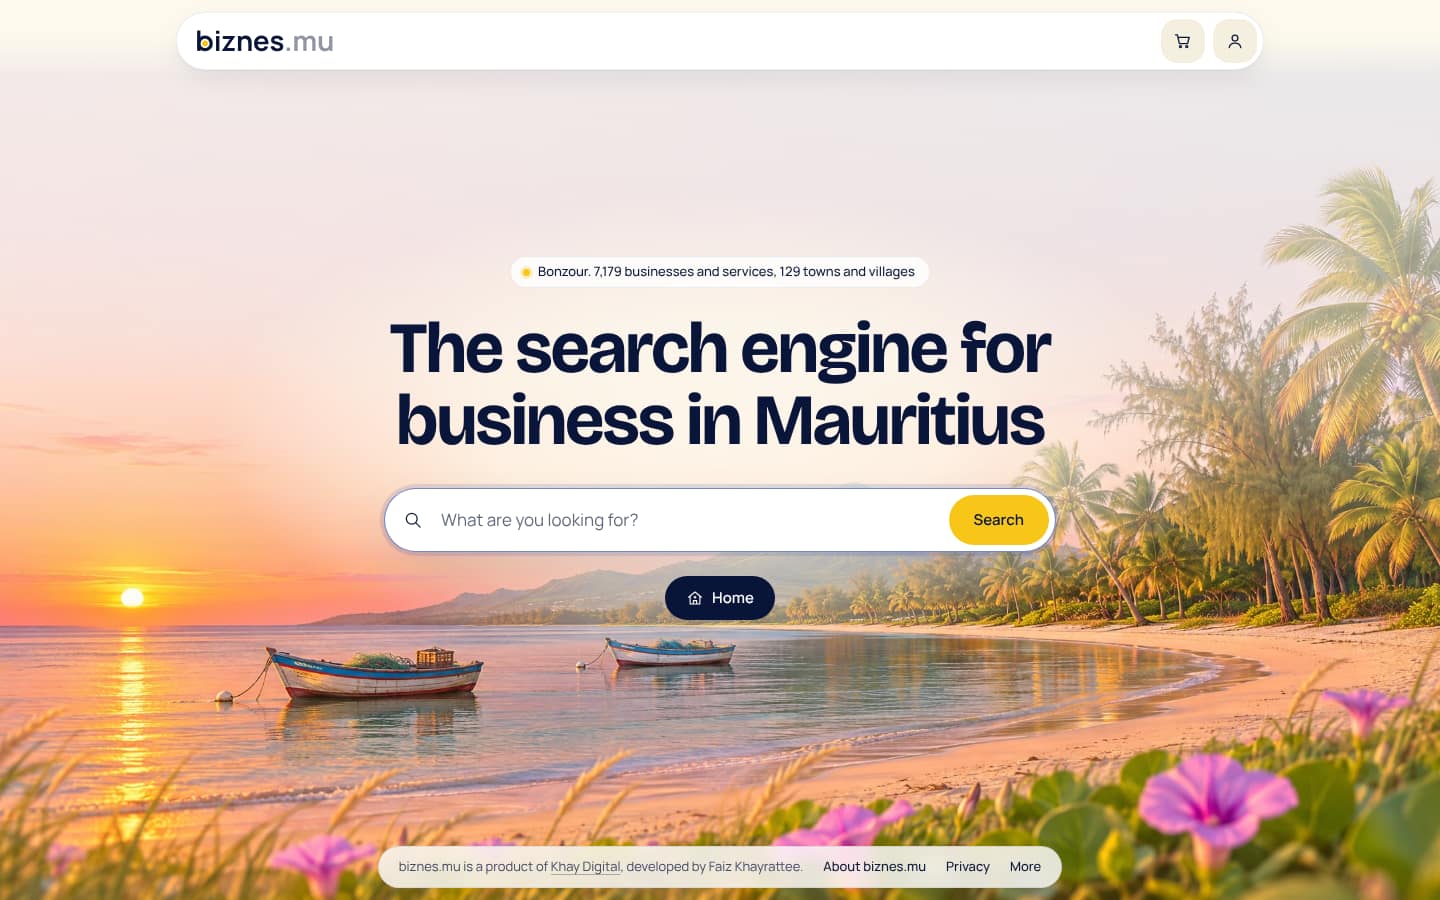 biznes.mu
Bonzour. 7,179 businesses and services, 129 towns and villages
The search engine for
business in Mauritius
What are you looking for?
Search
Home
biznes.mu is a product of Khay Digital, developed by Faiz Khayrattee. About biznes.mu Privacy More